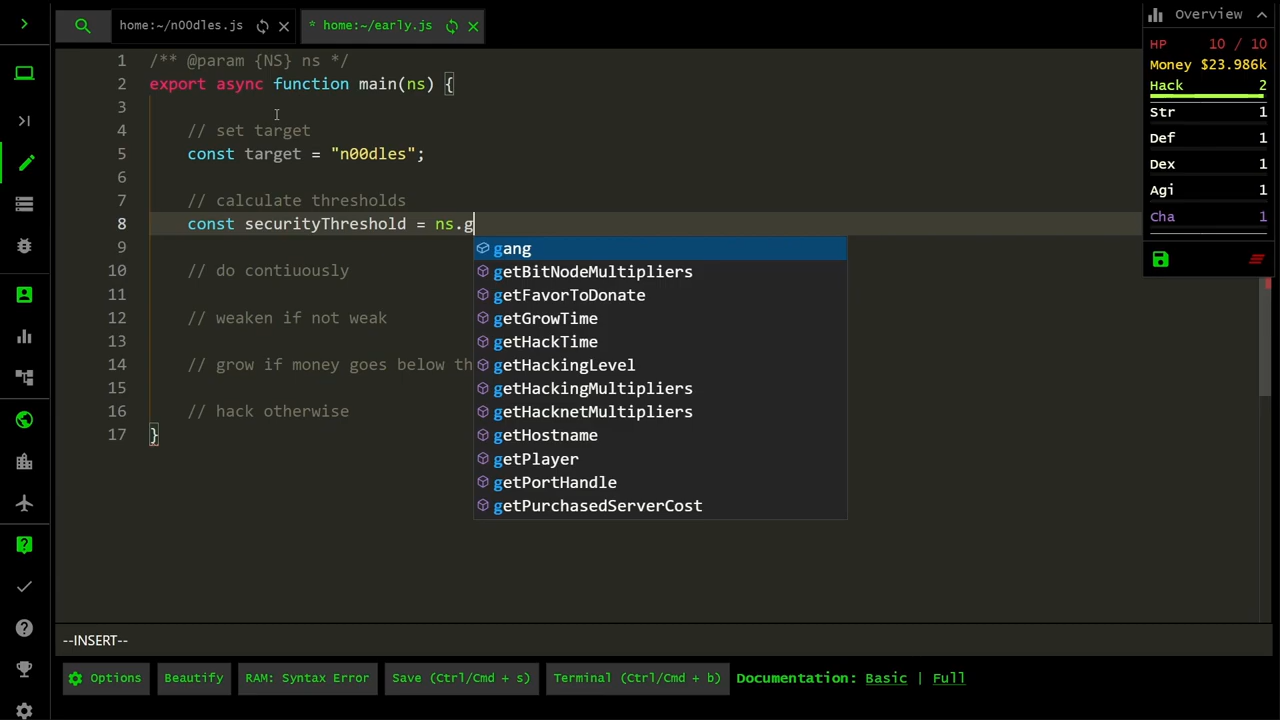 home:~/n00dles.js
* home:~/early.js
Overview
HP 10 / 10
Money $23.986k
Hack 2
Str 1
Def 1
Dex 1
Agi 1
Cha 1
1 /** @param {NS} ns */
2 export async function main(ns) {
3
4 // set target
5 const target = "n00dles";
6
7 // calculate thresholds
8 const securityThreshold = ns.g
9
10 // do contiuously
11
12 // weaken if not weak
13
14 // grow if money goes below th
15
16 // hack otherwise
17 }
gang
getBitNodeMultipliers
getFavorToDonate
getGrowTime
getHackTime
getHackingLevel
getHackingMultipliers
getHacknetMultipliers
getHostname
getPlayer
getPortHandle
getPurchasedServerCost
--INSERT--
Options
Beautify
RAM: Syntax Error
Save (Ctrl/Cmd + s)
Terminal (Ctrl/Cmd + b)
Documentation: Basic | Full